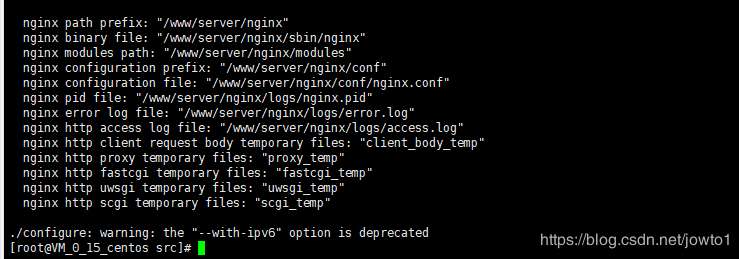 nginx path prefix: "/www/server/nginx"
nginx binary file: "/www/server/nginx/sbin/nginx"
nginx modules path: "/www/server/nginx/modules"
nginx configuration prefix: "/www/server/nginx/conf"
nginx configuration file: "/www/server/nginx/conf/nginx.conf"
nginx pid file: "/www/server/nginx/logs/nginx.pid"
nginx error log file: "/www/server/nginx/logs/error.log"
nginx http access log file: "/www/server/nginx/logs/access.log"
nginx http client request body temporary files: "client_body_temp"
nginx http proxy temporary files: "proxy_temp"
nginx http fastcgi temporary files: "fastcgi_temp"
nginx http uwsgi temporary files: "uwsgi_temp"
nginx http scgi temporary files: "scgi_temp"
./configure: warning: the "--with-ipv6" option is deprecated
[root@VM_0_15_centos src]#
https://blog.csdn.net/jowto1